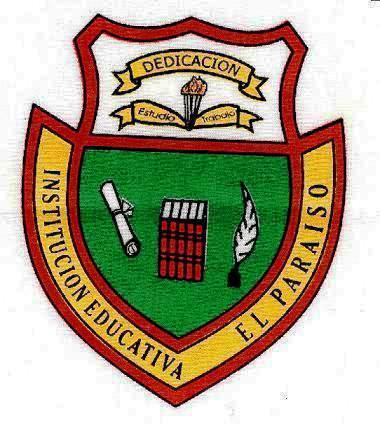 DEDICACION
Estudio Trabajo
INSTITUCION EDUCATIVA EL PARAISO